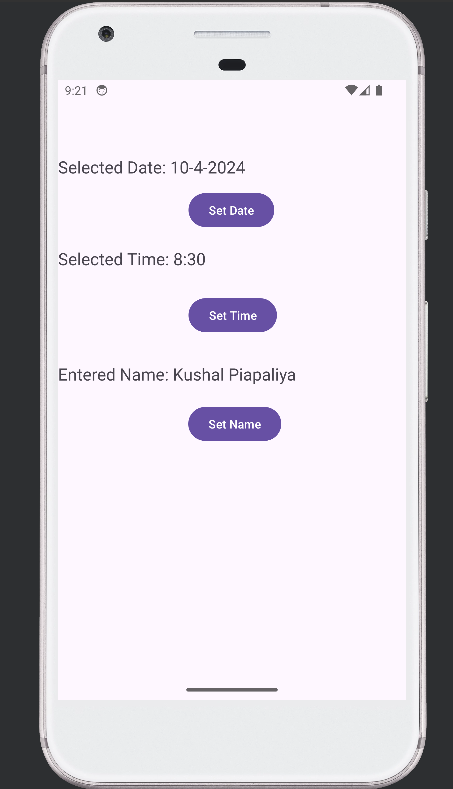 9:21
Selected Date: 10-4-2024
Set Date
Selected Time: 8:30
Set Time
Entered Name: Kushal Piapaliya
Set Name